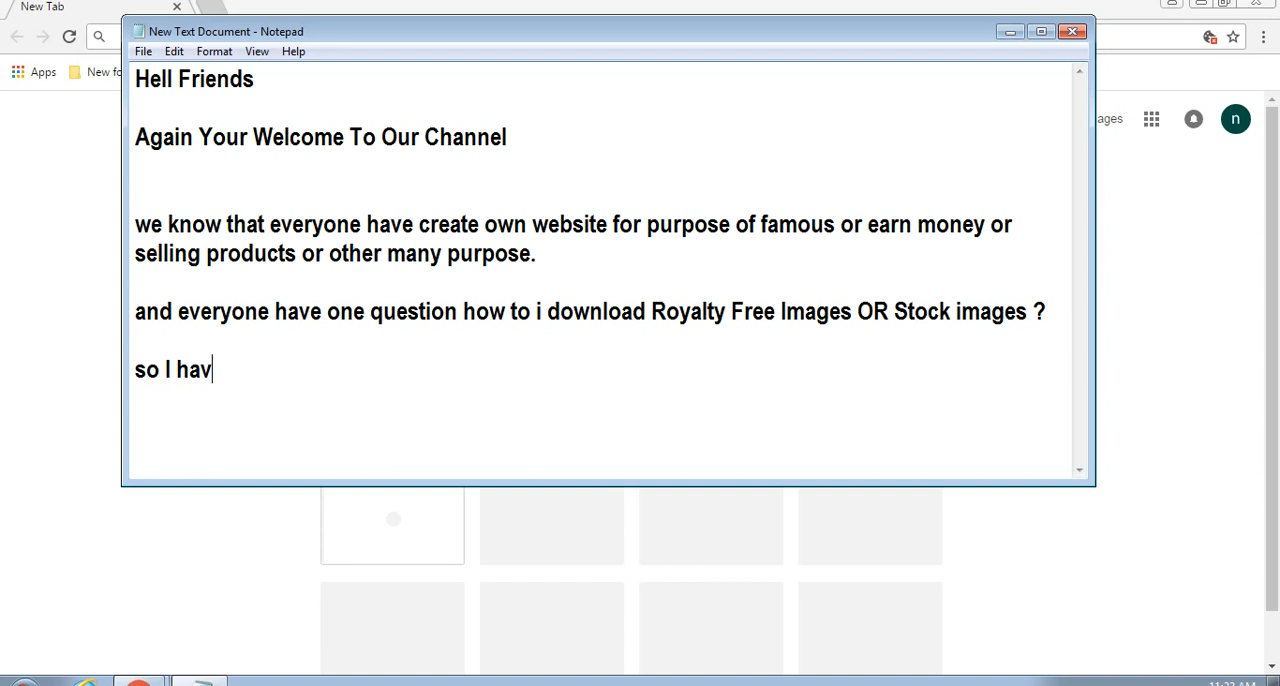 New Tab
New Text Document - Notepad
File Edit Format View Help
Apps
New fo
Hell Friends
Again Your Welcome To Our Channel
we know that everyone have create own website for purpose of famous or earn money or
selling products or other many purpose.
and everyone have one question how to i download Royalty Free Images OR Stock images ?
so I hav
ages
n